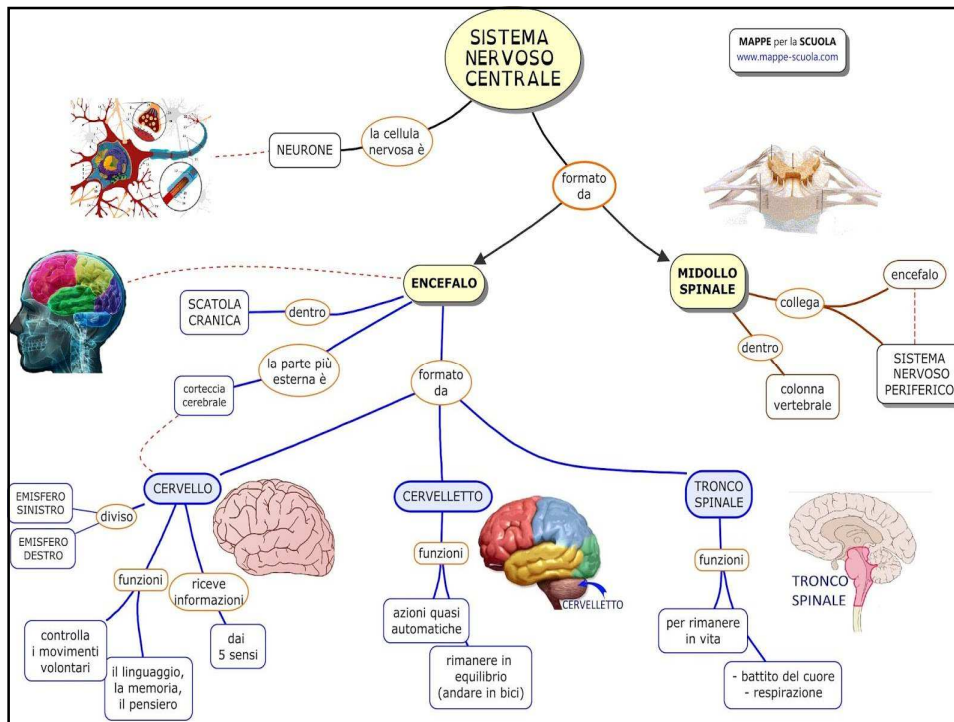 SISTEMA
NERVOSO
CENTRALE
MAPPE per la SCUOLA
www.mappe-scuola.com
la cellula
nervosa è
NEURONE
formato
da
ENCEFALO
MIDOLLO
SPINALE
SCATOLA
CRANICA
dentro
la parte più
esterna è
corteccia
cerebrale
formato
da
collega
encefalo
SISTEMA
NERVOSO
PERIFERICO
dentro
colonna
vertebrale
CERVELLO
EMISFERO
SINISTRO
diviso
EMISFERO
DESTRO
funzioni
riceve
informazioni
controlla
i movimenti
volontari
il linguaggio,
la memoria,
il pensiero
dai
5 sensi
CERVELLETTO
funzioni
CERVELLETTO
azioni quasi
automatiche
rimanere in
equilibrio
(andare in bici)
TRONCO
SPINALE
funzioni
TRONCO
SPINALE
per rimanere
in vita
- battito del cuore
- respirazione